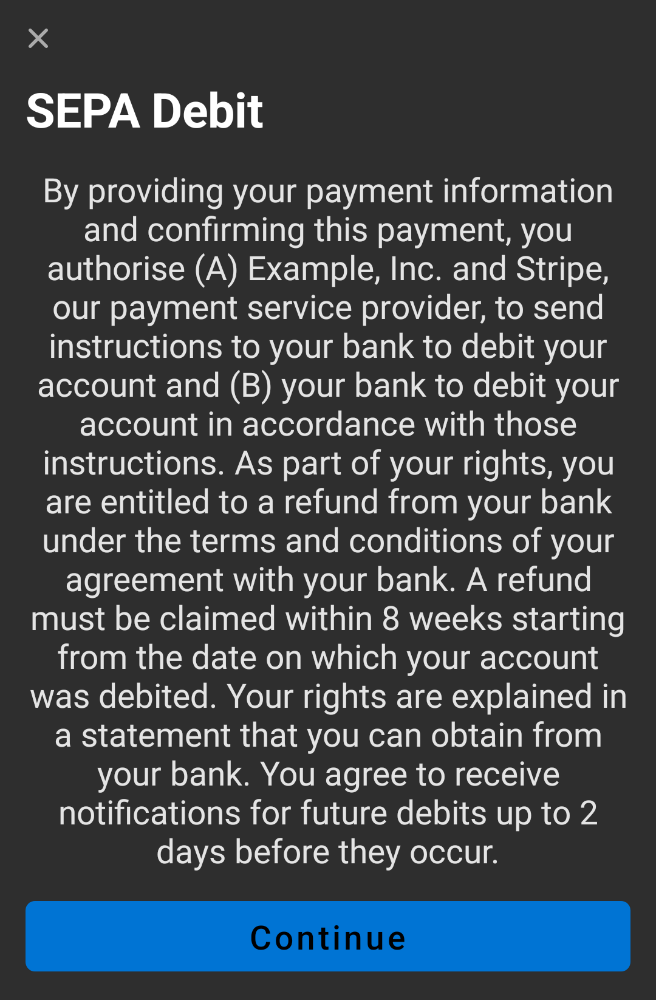 SEPA Debit
By providing your payment information
and confirming this payment, you
authorise (A) Example, Inc. and Stripe,
our payment service provider, to send
instructions to your bank to debit your
account and (B) your bank to debit your
account in accordance with those
instructions. As part of your rights, you
are entitled to a refund from your bank
under the terms and conditions of your
agreement with your bank. A refund
must be claimed within 8 weeks starting
from the date on which your account
was debited. Your rights are explained in
a statement that you can obtain from
your bank. You agree to receive
notifications for future debits up to 2
days before they occur.
Continue